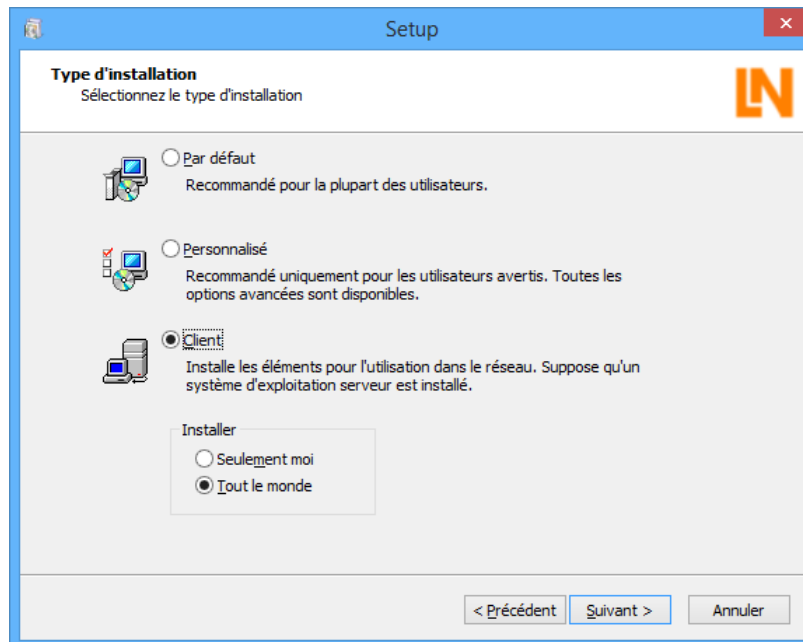 Setup
Type d'installation
Sélectionnez le type d'installation
LN
Par défaut
Recommandé pour la plupart des utilisateurs.
Personnalisé
Recommandé uniquement pour les utilisateurs avertis. Toutes les
options avancées sont disponibles.
Client
Installe les éléments pour l'utilisation dans le réseau. Suppose qu'un
système d'exploitation serveur est installé.
Installer
Seulement moi
Tout le monde
< Précédent
Suivant >
Annuler